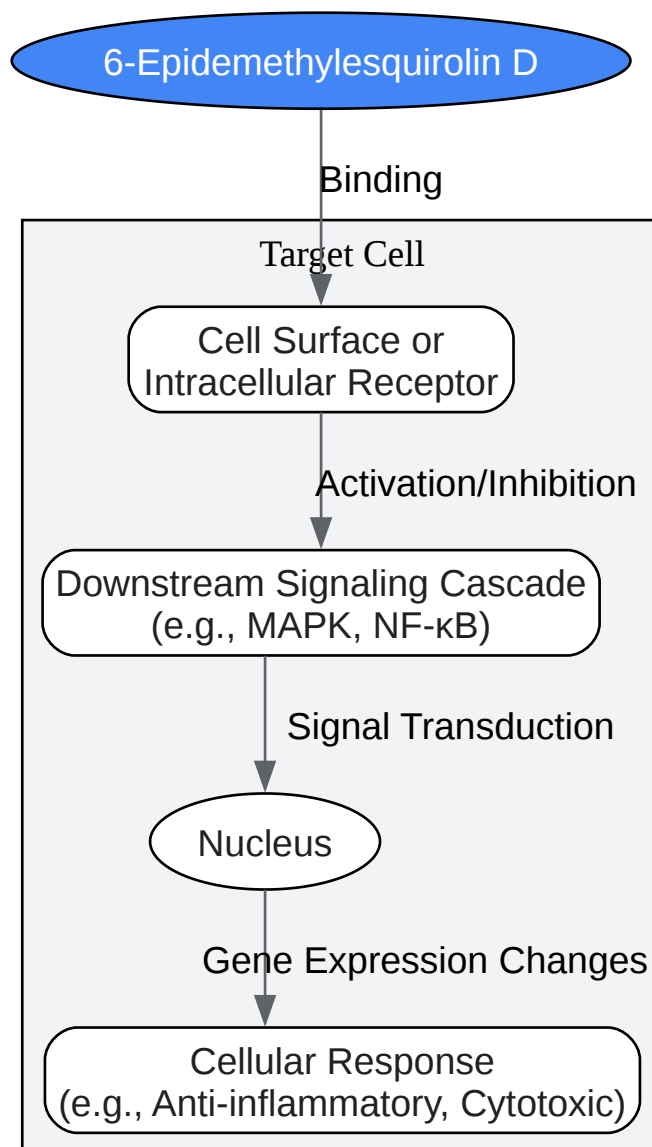 6-Epidemethylesquirolin D
Binding
Target Cell
Cell Surface or
Intracellular Receptor
Activation/Inhibition
Downstream Signaling Cascade
(e.g., MAPK, NF-κB)
Signal Transduction
Nucleus
Gene Expression Changes
Cellular Response
(e.g., Anti-inflammatory, Cytotoxic)